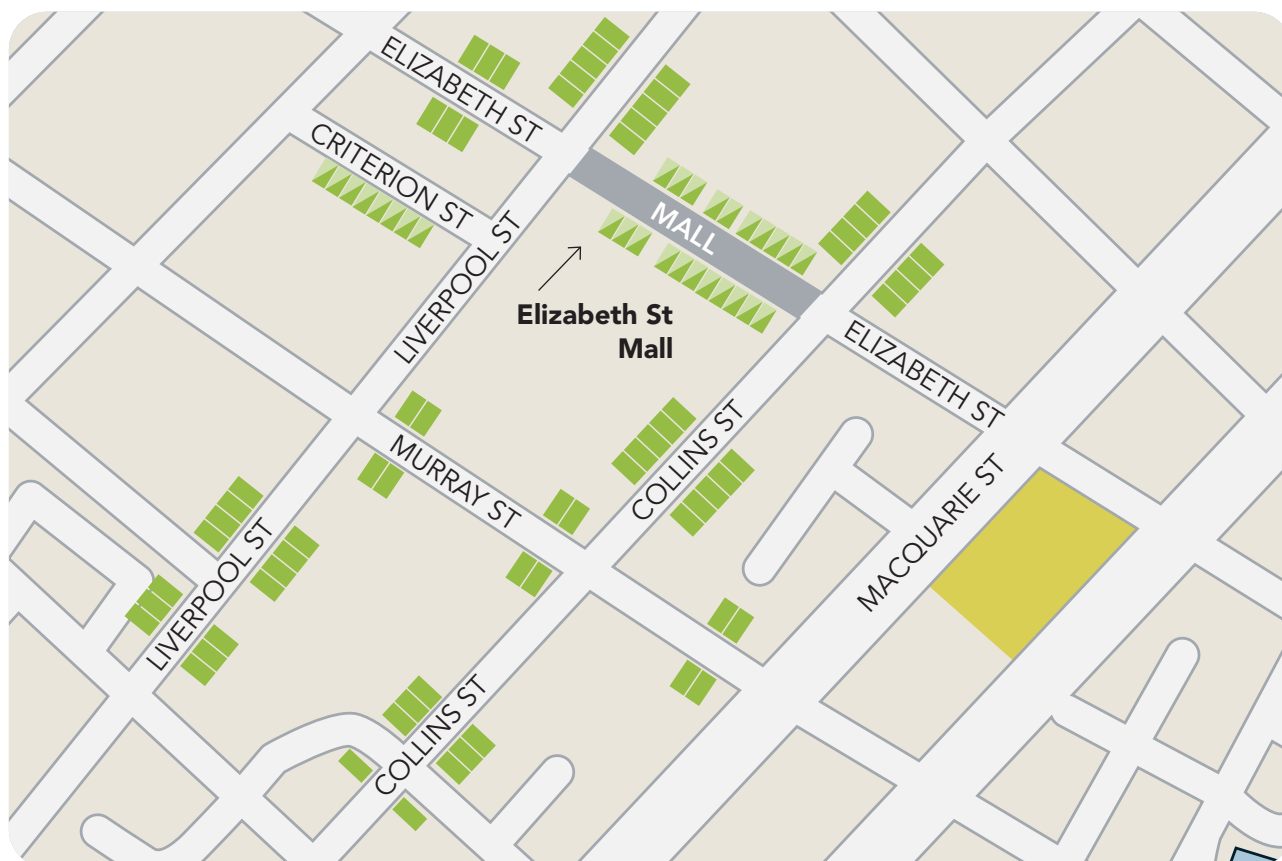 ELIZABETH ST
CRITERION ST
LIVERPOOL ST
MALL
Elizabeth St
Mall
ELIZABETH ST
MURRAY ST
COLLINS ST
MACQUARIE ST
LIVERPOOL ST
COLLINS ST